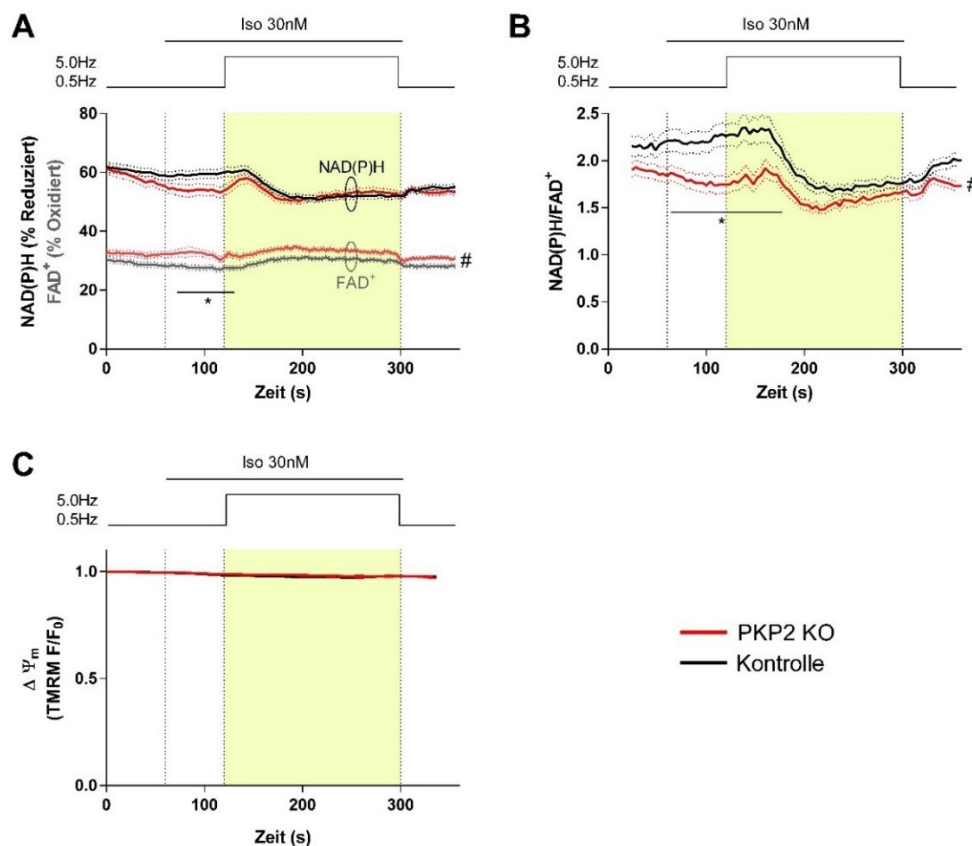 A
Iso 30nM
5.0Hz
0.5Hz
NAD(P)H (% Reduziert)
FAD+ (% Oxidiert)
80
60
40
20
0
NAD(P)H
FAD+
#
*
0
100
200
300
Zeit (s)
B
Iso 30nM
5.0Hz
0.5Hz
NAD(P)H/FAD+
2.5
2.0
1.5
1.0
0.5
0.0
#
*
0
100
200
300
Zeit (s)
C
Iso 30nM
5.0Hz
0.5Hz
Δ Ψm
(TMRM F/F0)
1.0
0.5
0.0
0
100
200
300
Zeit (s)
PKP2 KO
Kontrolle